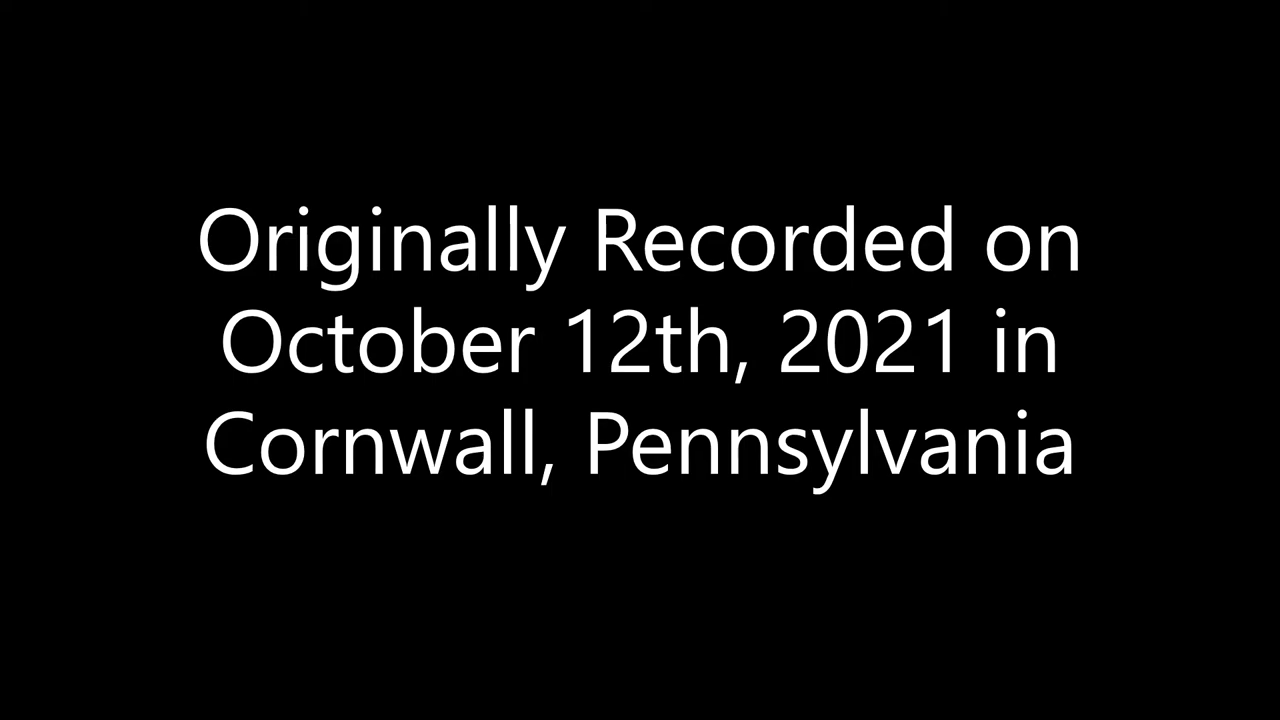 Originally Recorded on
October 12th, 2021 in
Cornwall, Pennsylvania